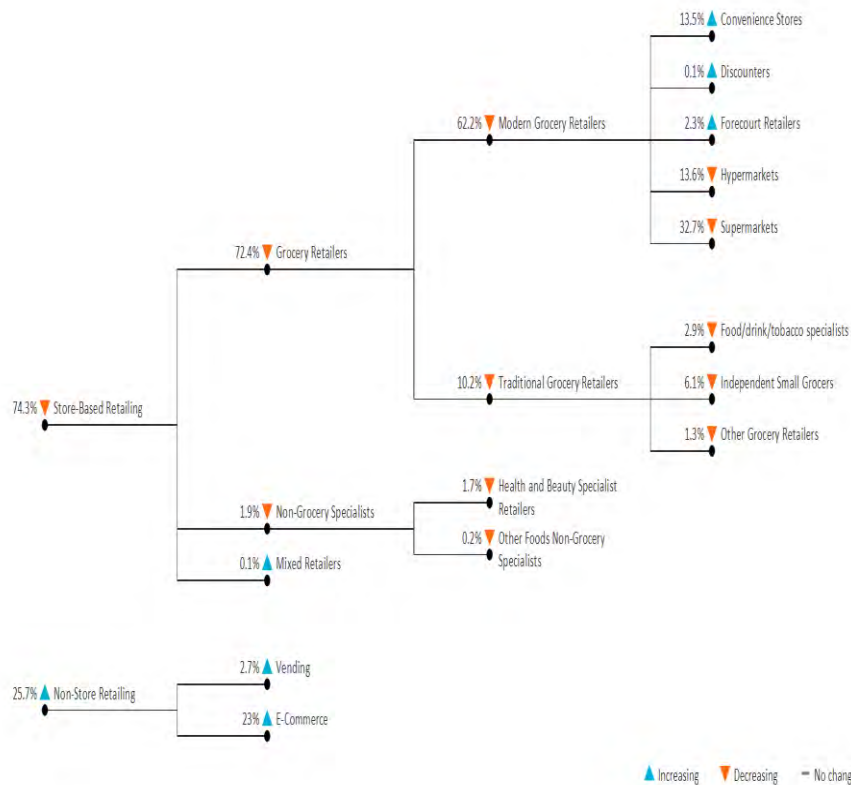 13.5% Convenience Stores
0.1% Discounters
62.2% Modern Grocery Retailers
2.3% Forecourt Retailers
13.6% Hypermarkets
32.7% Supermarkets
72.4% Grocery Retailers
2.9% Food/drink/tobacco specialists
10.2% Traditional Grocery Retailers
6.1% Independent Small Grocers
1.3% Other Grocery Retailers
74.3% Store-Based Retailing
1.7% Health and Beauty Specialist
Retailers
1.9% Non-Grocery Specialists
0.2% Other Foods Non-Grocery
Specialists
0.1% Mixed Retailers
2.7% Vending
25.7% Non-Store Retailing
23% E-Commerce
Increasing Decreasing No chang